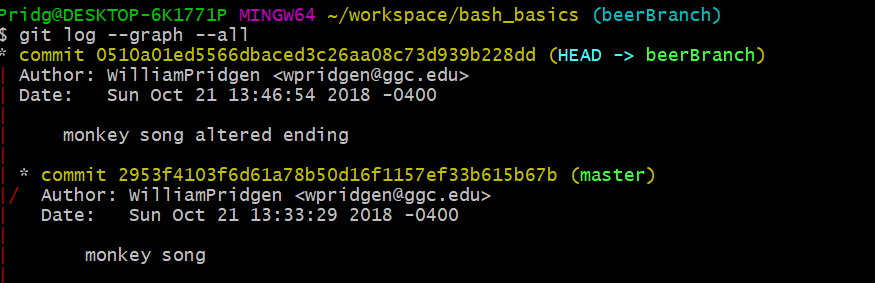 Pridg@DESKTOP-6K1771P MINGW64 ~/workspace/bash_basics (beerBranch)
$ git log --graph --all
* commit 0510a01ed5566dbaced3c26aa08c73d939b228dd (HEAD -> beerBranch)
| Author: WilliamPridgen <wpridgen@ggc.edu>
| Date:   Sun Oct 21 13:46:54 2018 -0400
|
|     monkey song altered ending
|
| * commit 2953f4103f6d61a78b50d16f1157ef33b615b67b (master)
|/  Author: WilliamPridgen <wpridgen@ggc.edu>
|   Date:   Sun Oct 21 13:33:29 2018 -0400
|
|       monkey song
|